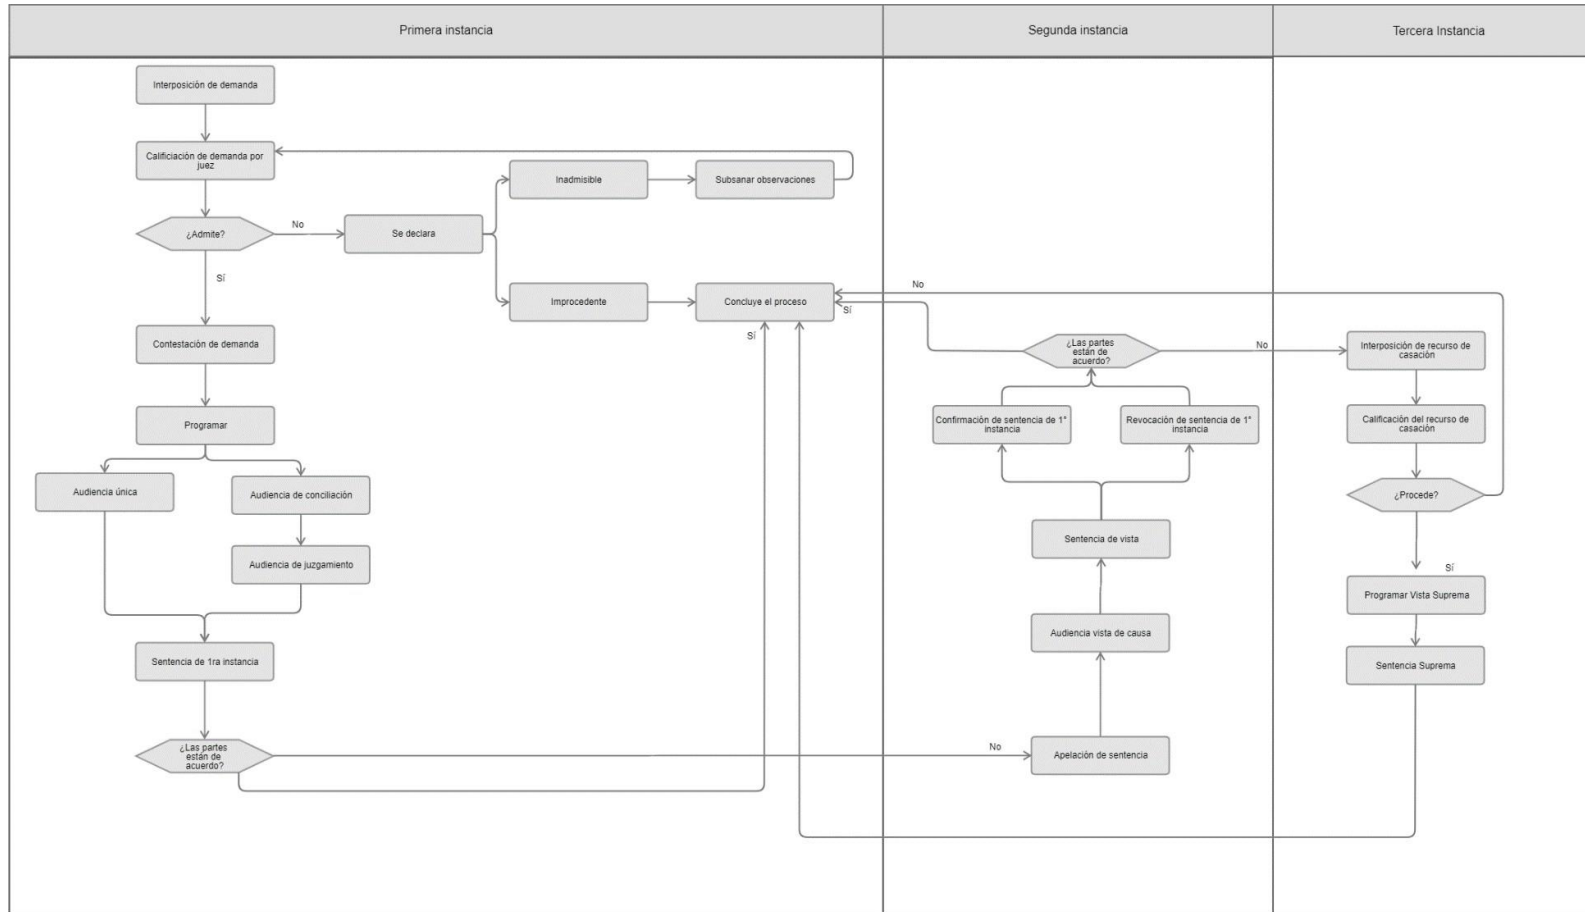 Primera instancia
Segunda instancia
Tercera Instancia
Interposición de demanda
Calificiación de demanda por
juez
¿Admite?
No
Sí
Se declara
Inadmisible
Subsanar observaciones
Improcedente
Concluye el proceso
Contestación de demanda
Programar
Audiencia única
Audiencia de conciliación
Audiencia de juzgamiento
Sentencia de 1ra instancia
¿Las partes
están de
acuerdo?
Sí
No
Apelación de sentencia
Audiencia vista de causa
Sentencia de vista
Confirmación de sentencia de 1°
instancia
Revocación de sentencia de 1°
instancia
¿Las partes
están de
acuerdo?
Sí
No
Interposición de recurso de
casación
Calificación del recurso de
casación
¿Procede?
No
Sí
Programar Vista Suprema
Sentencia Suprema